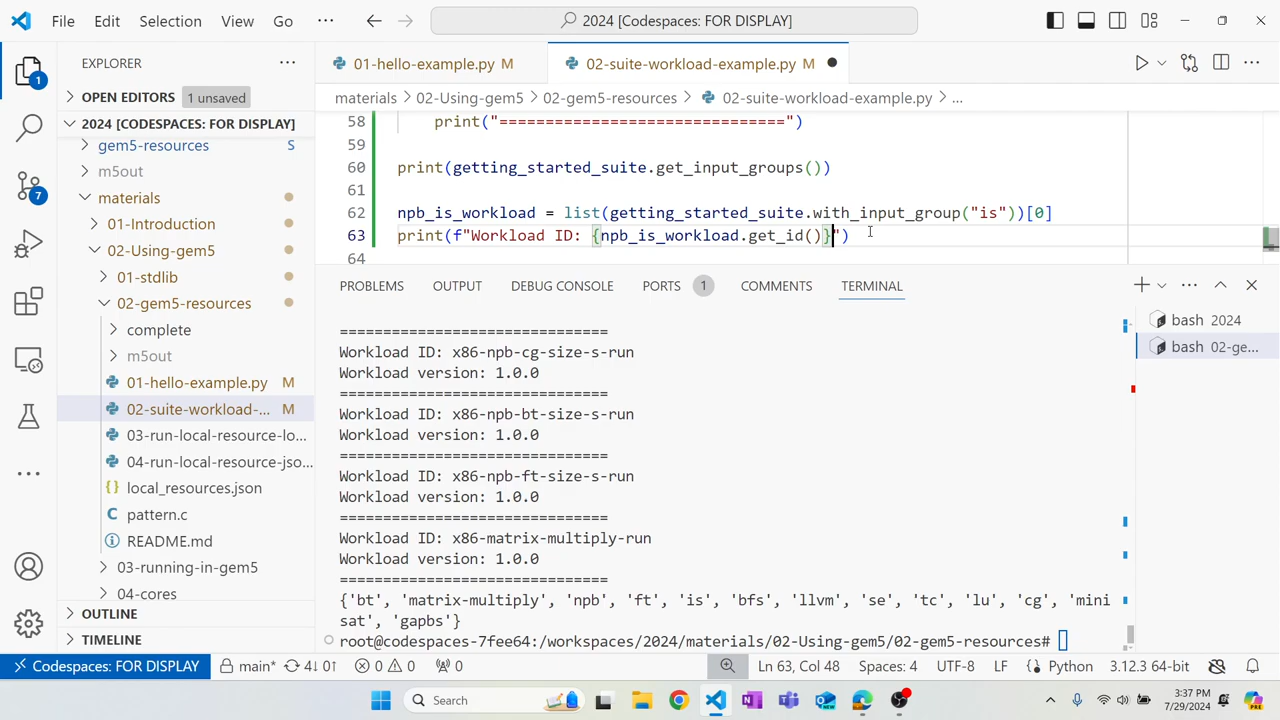 File Edit Selection View Go ··· 2024 [Codespaces: FOR DISPLAY]
EXPLORER ···
01-hello-example.py M
02-suite-workload-example.py M
OPEN EDITORS 1 unsaved
materials > 02-Using-gem5 > 02-gem5-resources > 02-suite-workload-example.py > ...
2024 [CODESPACES: FOR DISPLAY]
gem5-resources S
m5out
materials
01-Introduction
02-Using-gem5
01-stdlib
02-gem5-resources
complete
m5out
01-hello-example.py M
02-suite-workload-... M
03-run-local-resource-lo...
04-run-local-resource-jso...
local_resources.json
pattern.c
README.md
03-running-in-gem5
04-cores
OUTLINE
TIMELINE
1
7
58 print("==============================")
59
60 print(getting_started_suite.get_input_groups())
61
62 npb_is_workload = list(getting_started_suite.with_input_group("is"))[0]
63 print(f"Workload ID: {npb_is_workload.get_id()}")
64
PROBLEMS OUTPUT DEBUG CONSOLE PORTS 1 COMMENTS TERMINAL ···
bash 2024
bash 02-ge...
===============================
Workload ID: x86-npb-cg-size-s-run
Workload version: 1.0.0
===============================
Workload ID: x86-npb-bt-size-s-run
Workload version: 1.0.0
===============================
Workload ID: x86-npb-ft-size-s-run
Workload version: 1.0.0
===============================
Workload ID: x86-matrix-multiply-run
Workload version: 1.0.0
===============================
{'bt', 'matrix-multiply', 'npb', 'ft', 'is', 'bfs', 'llvm', 'se', 'tc', 'lu', 'cg', 'mini
sat', 'gapbs'}
root@codespaces-7fee64:/workspaces/2024/materials/02-Using-gem5/02-gem5-resources#
Codespaces: FOR DISPLAY main* 4↓ 0↑ 0 0 0 Ln 63, Col 48 Spaces: 4 UTF-8 LF Python 3.12.3 64-bit
Search
3:37 PM
7/29/2024